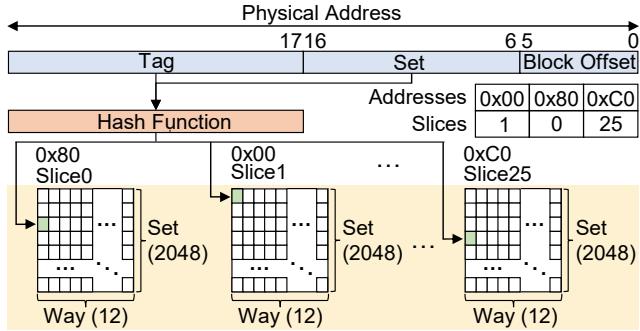 Physical Address
17 16 6 5 0
Tag Set Block Offset
Addresses 0x00 0x80 0xC0
Slices 1 0 25
Hash Function
0x80 0x00 ... 0xC0
Slice0 Slice1 Slice25
... ... ...
Set Set Set
(2048) (2048) ... (2048)
... ... ...
Way (12) Way (12) Way (12)